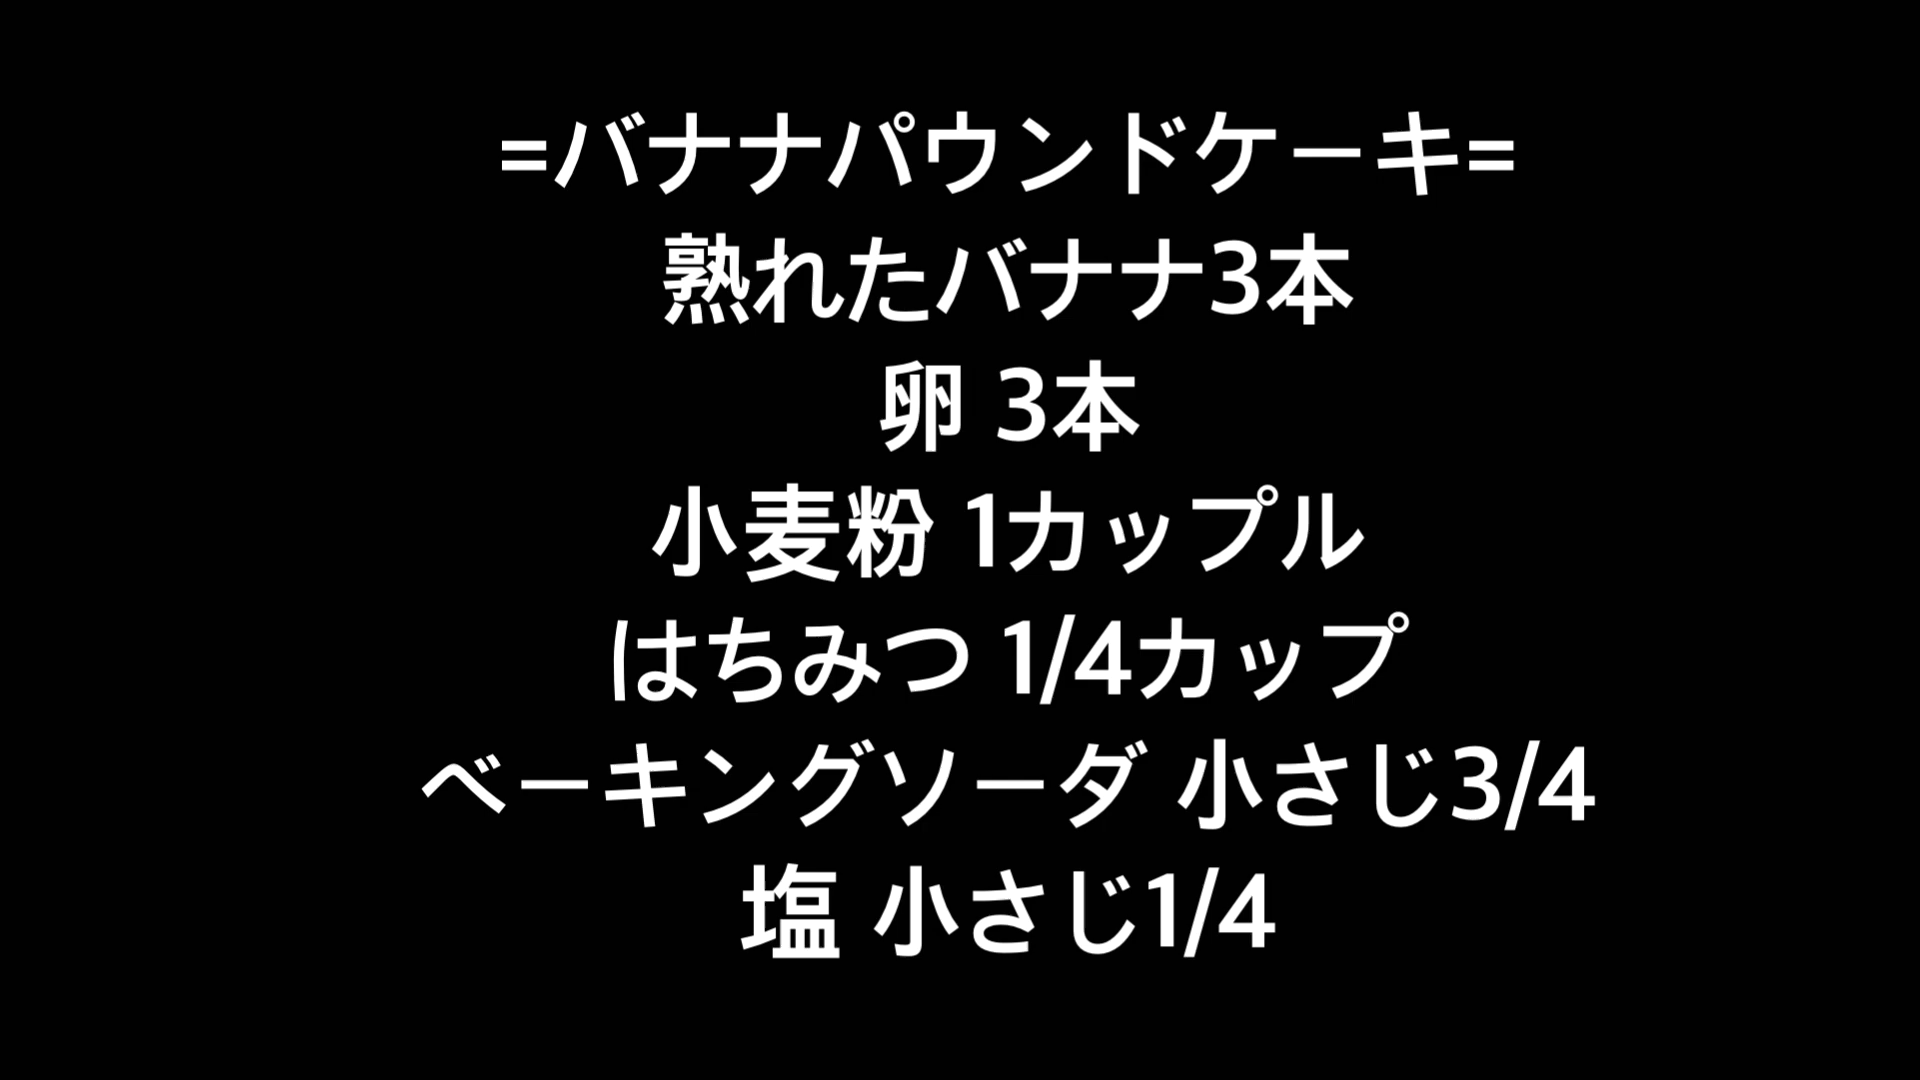 =バナナパウンドケーキ=
熟れたバナナ3本
卵 3本
小麦粉 1カップル
はちみつ 1/4カップ
ベーキングソーダ 小さじ3/4
塩 小さじ1/4